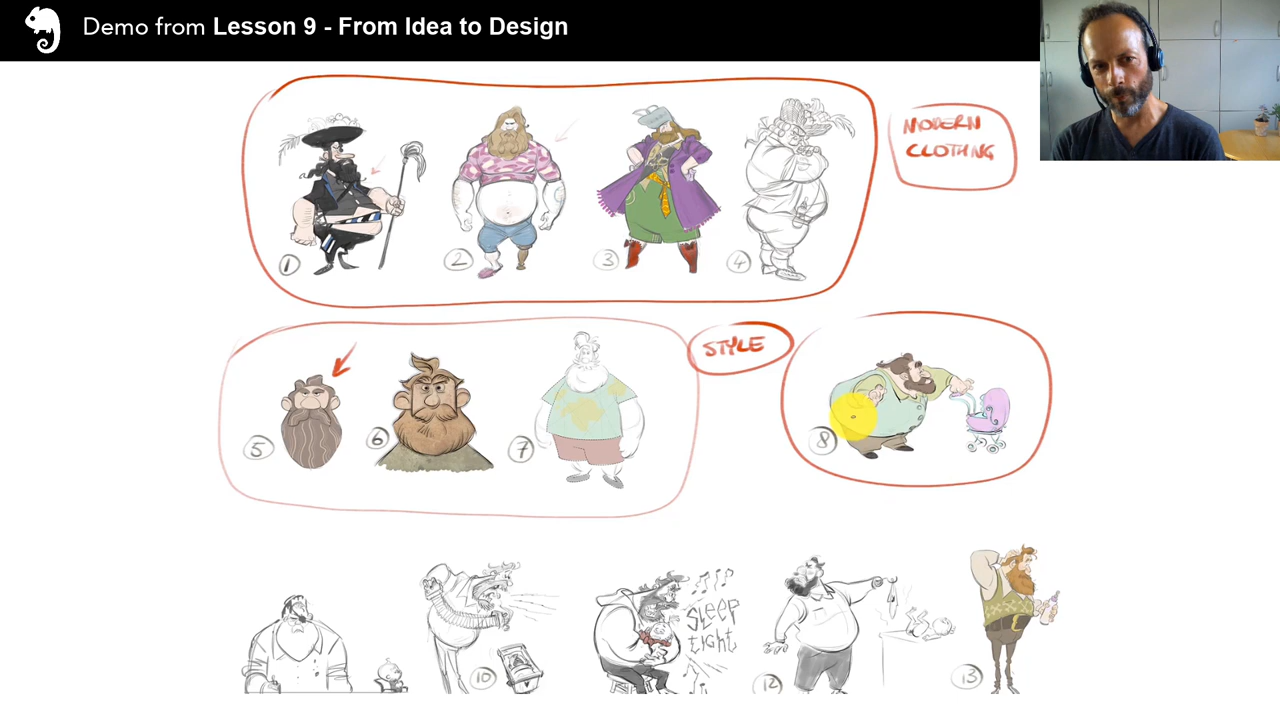 Demo from Lesson 9 - From Idea to Design
MODERN
CLOTHING
1
2
3
4
STYLE
5
6
7
8
SLEEP
tight
10
12
13